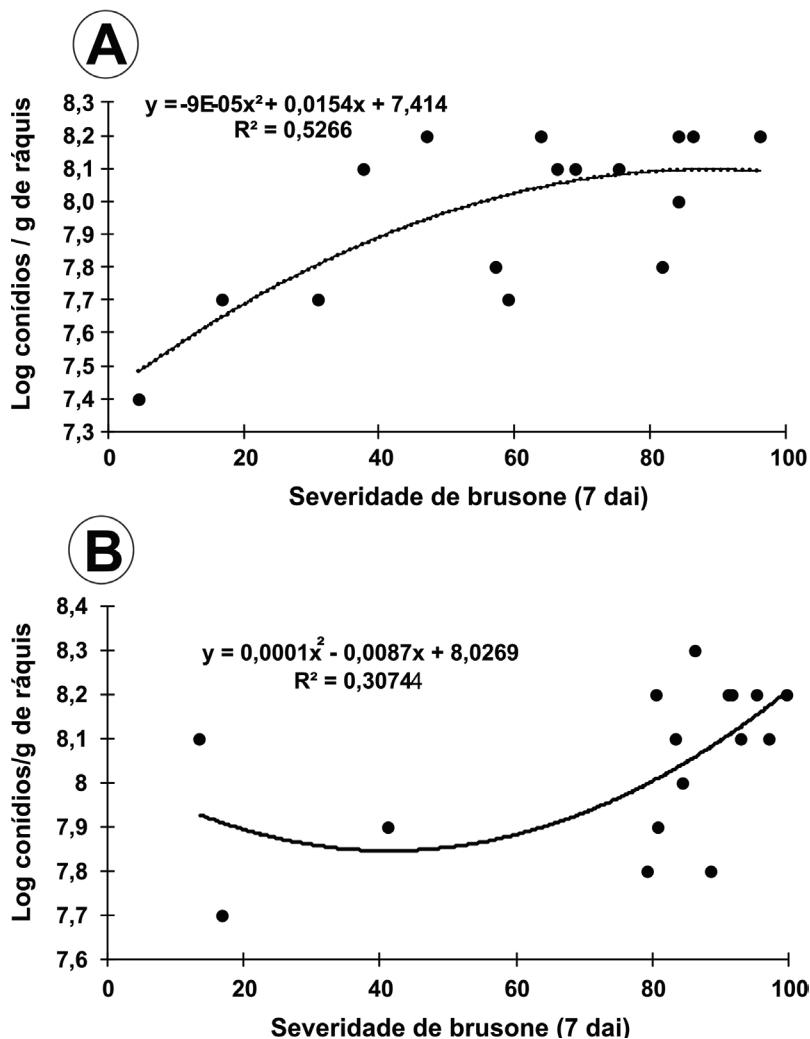 A
8,3
8,2
8,1
8,0
7,9
7,8
7,7
7,6
7,5
7,4
7,3
y = -9E-05x² + 0,0154x + 7,414
R² = 0,5266
Log conídios / g de ráquis
0 20 40 60 80 100
Severidade de brusone (7 dai)
B
8,4
8,3
8,2
8,1
8
7,9
7,8
7,7
7,6
y = 0,0001x² - 0,0087x + 8,0269
R² = 0,30744
Log conídios/g de ráquis
0 20 40 60 80 100
Severidade de brusone (7 dai)